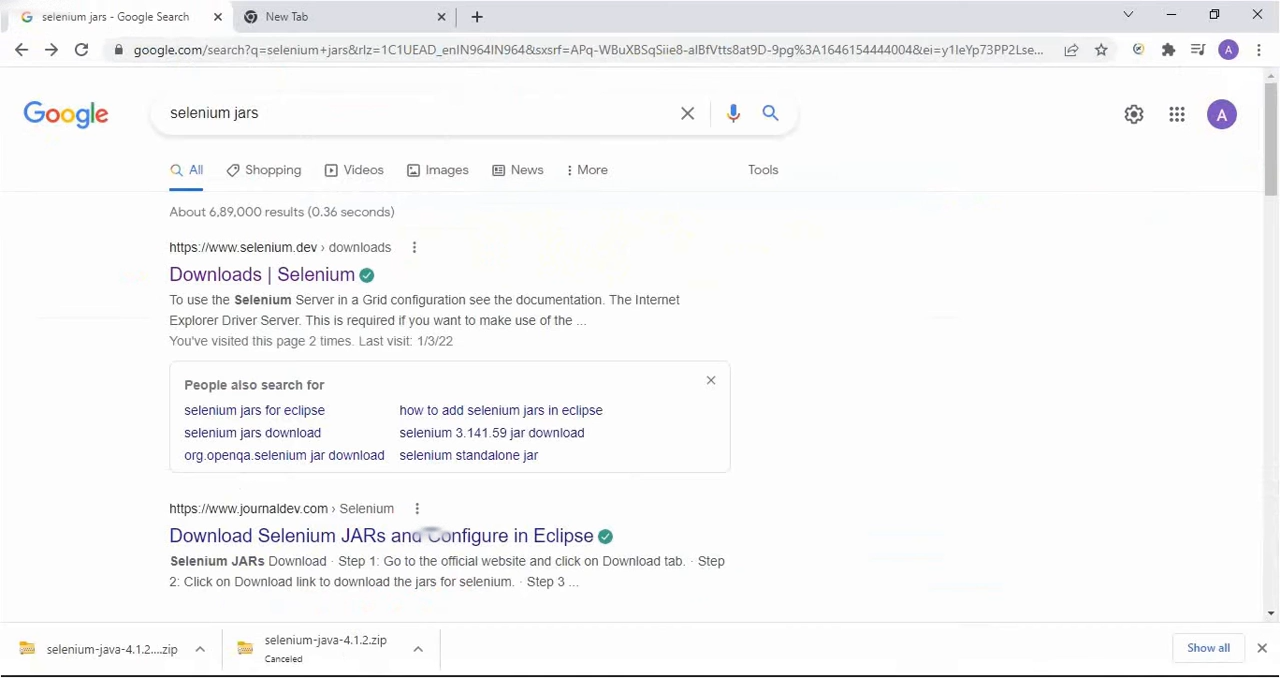 selenium jars - Google Search
New Tab
google.com/search?q=selenium+jars&rlz=1C1UEAD_enIN964IN964&sxsrf=APq-WBuXBSqSiie8-alBfVtts8at9D-9pg%3A1646154444004&ei=y1IeYp73PP2Lse...
A
Google
selenium jars
A
All
Shopping
Videos
Images
News
More
Tools
About 6,89,000 results (0.36 seconds)
https://www.selenium.dev › downloads
Downloads | Selenium
To use the Selenium Server in a Grid configuration see the documentation. The Internet
Explorer Driver Server. This is required if you want to make use of the ...
You've visited this page 2 times. Last visit: 1/3/22
People also search for
selenium jars for eclipse
how to add selenium jars in eclipse
selenium jars download
selenium 3.141.59 jar download
org.openqa.selenium jar download
selenium standalone jar
https://www.journaldev.com › Selenium
Download Selenium JARs and Configure in Eclipse
Selenium JARs Download · Step 1: Go to the official website and click on Download tab. · Step
2: Click on Download link to download the jars for selenium. · Step 3 ...
selenium-java-4.1.2....zip
selenium-java-4.1.2.zip
Canceled
Show all